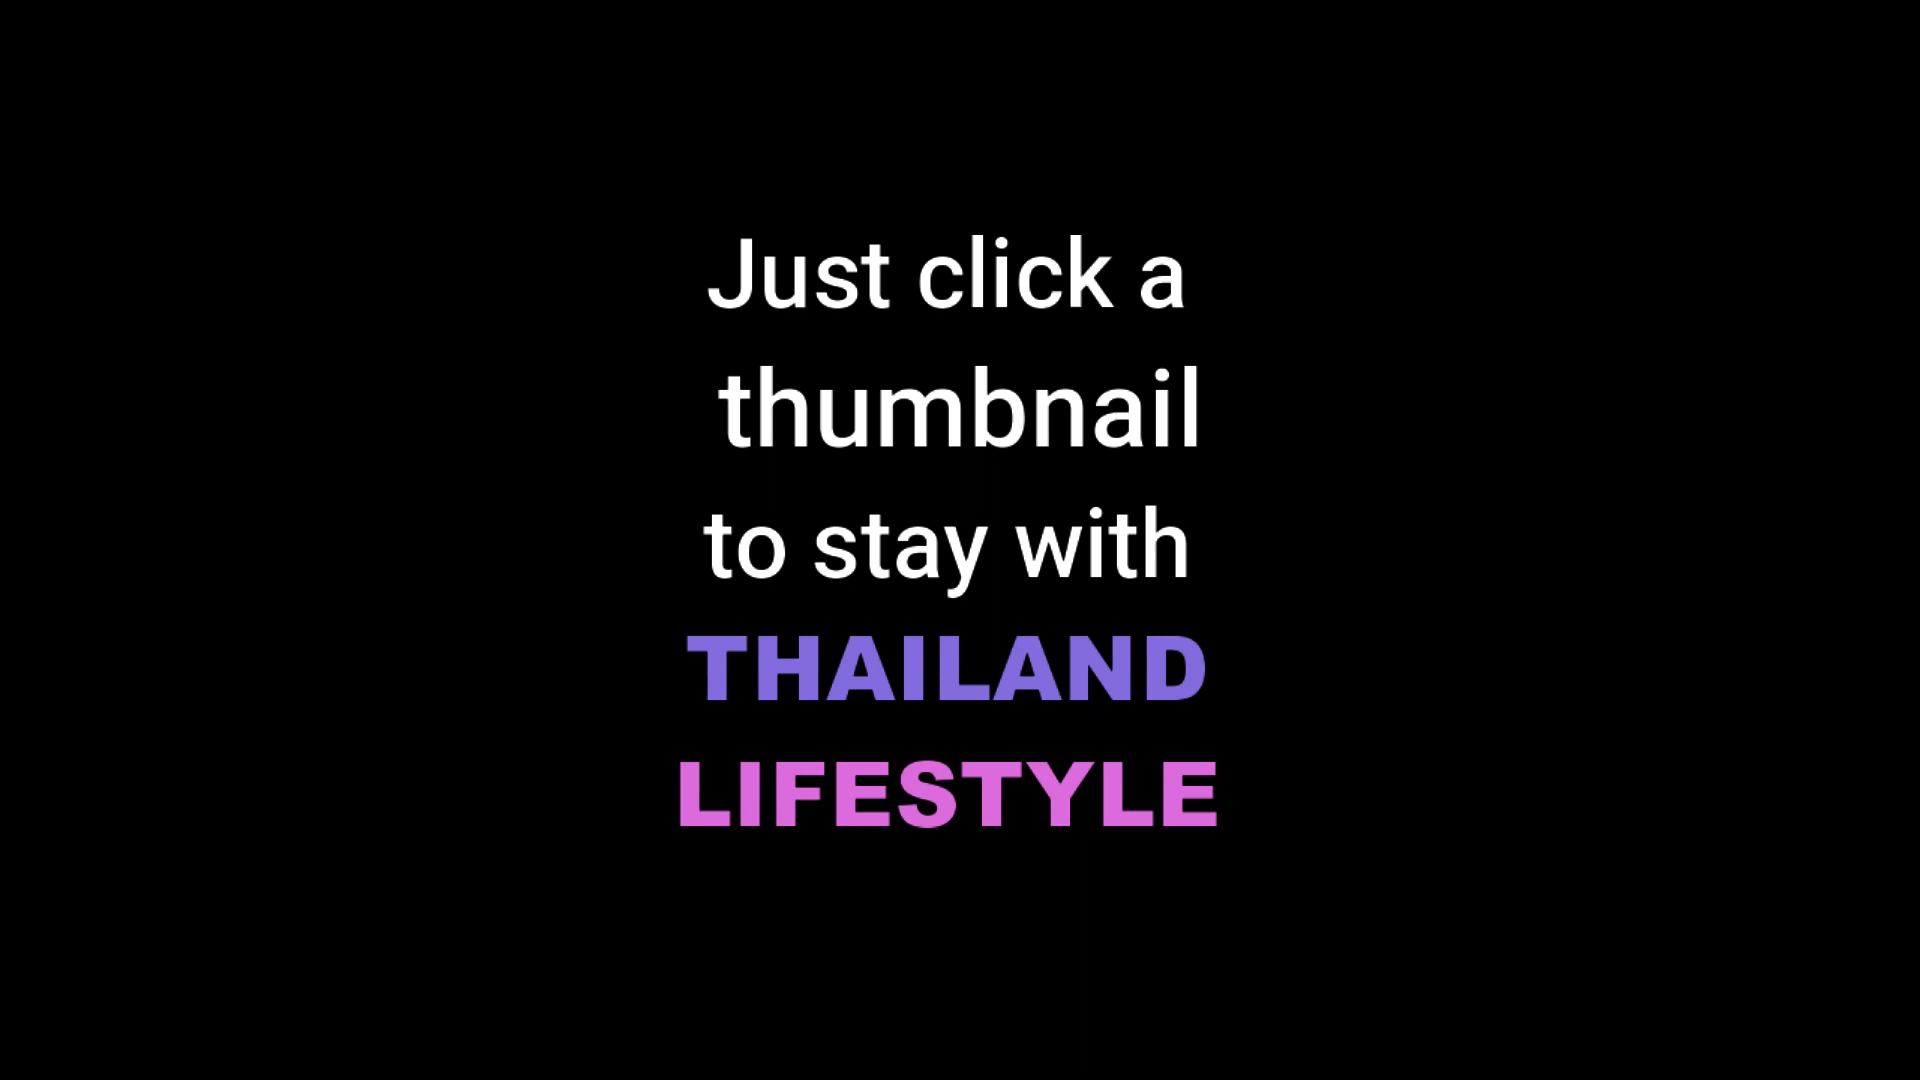 Just click a
thumbnail
to stay with
THAILAND
LIFESTYLE